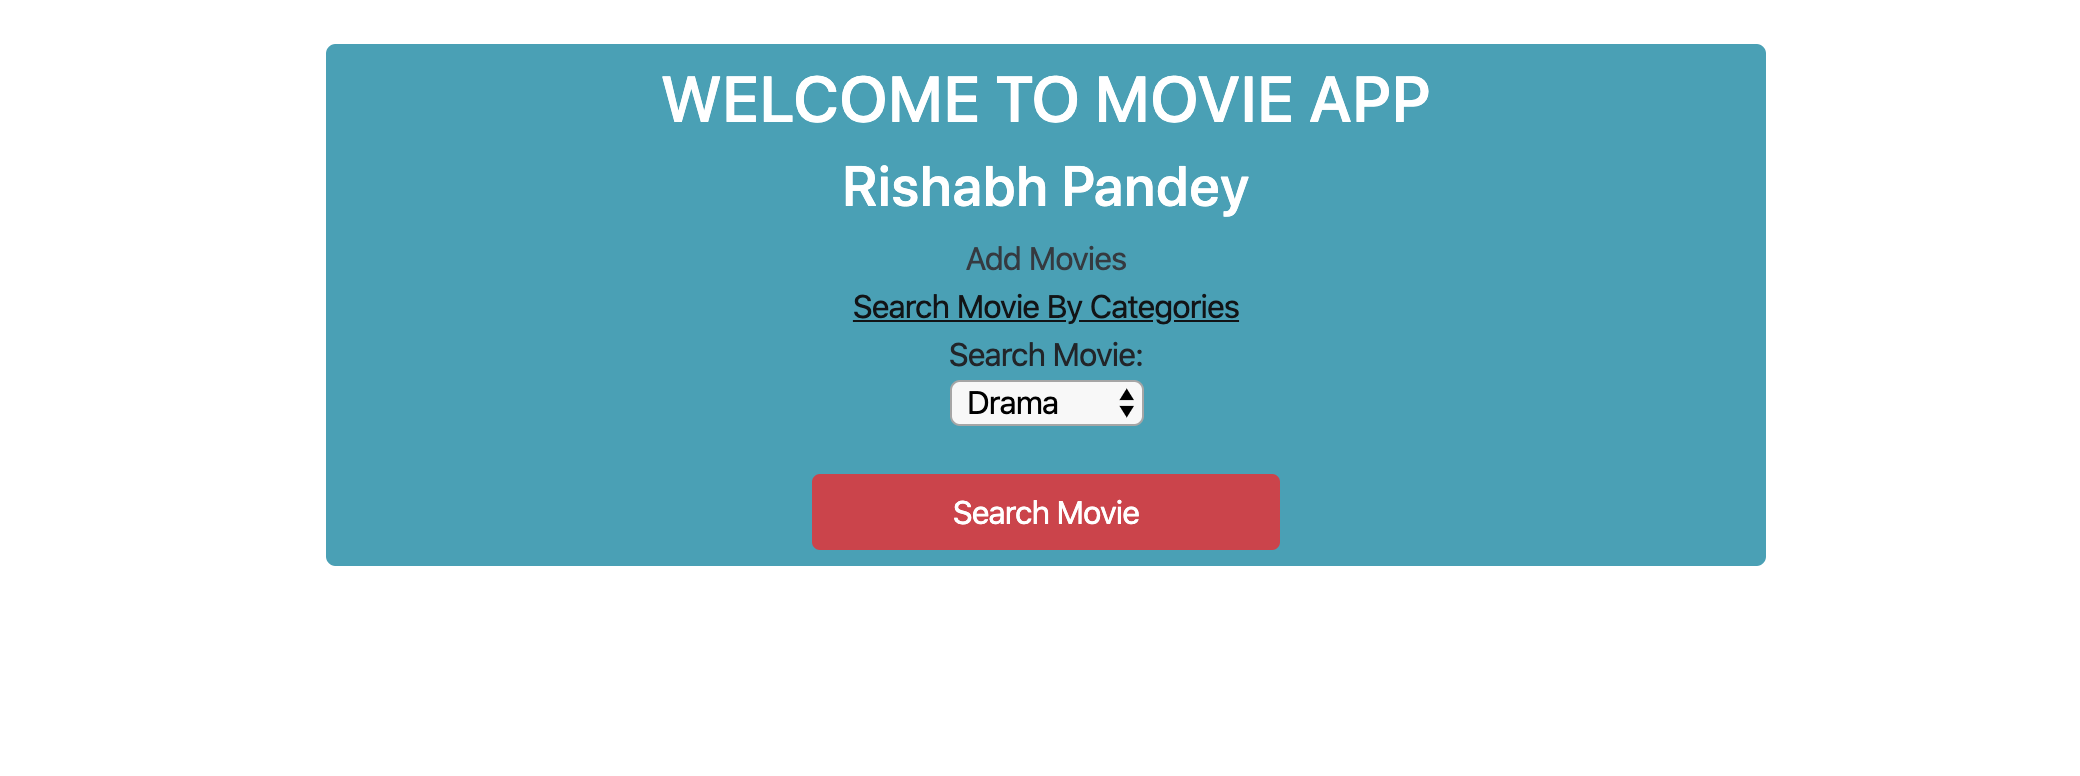 WELCOME TO MOVIE APP
Rishabh Pandey
Add Movies
Search Movie By Categories
Search Movie:
Drama
Search Movie